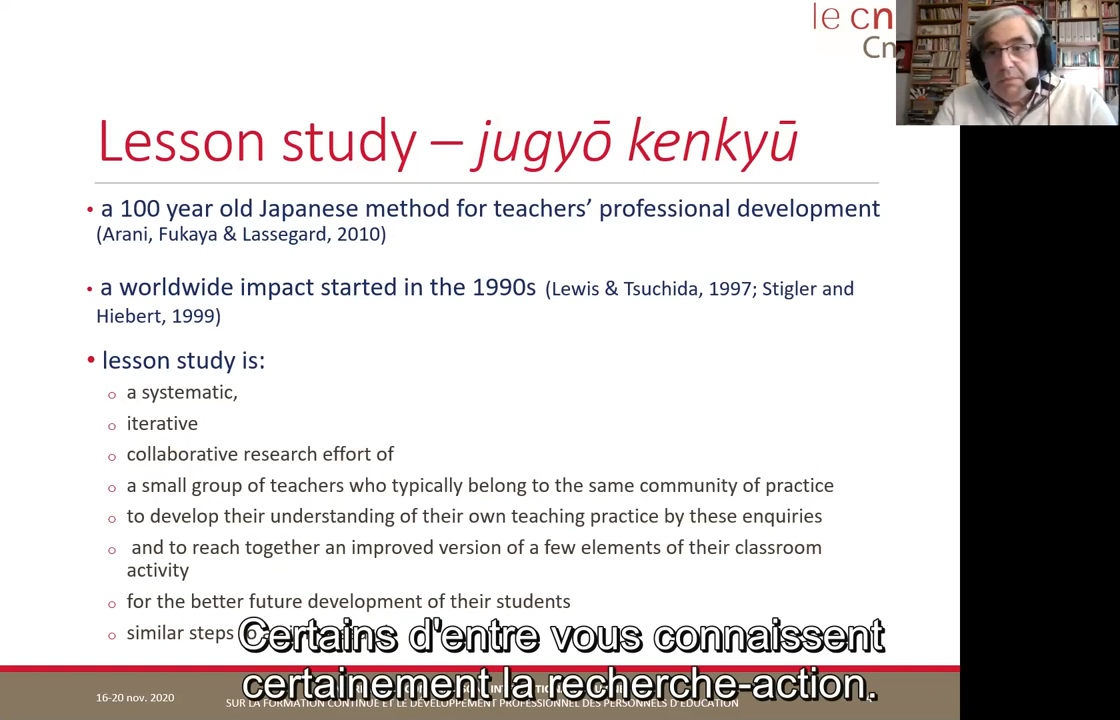 le cn
Cn
Lesson study – jugyō kenkyū
• a 100 year old Japanese method for teachers’ professional development
(Arani, Fukaya & Lassegard, 2010)
• a worldwide impact started in the 1990s (Lewis & Tsuchida, 1997; Stigler and
Hiebert, 1999)
• lesson study is:
o a systematic,
o iterative
o collaborative research effort of
o a small group of teachers who typically belong to the same community of practice
o to develop their understanding of their own teaching practice by these enquiries
o and to reach together an improved version of a few elements of their classroom
activity
o for the better future development of their students
o similar steps
Certains d'entre vous connaissent
certainement la recherche-action.
16-20 nov. 2020
SUR LA FORMATION CONTINUE ET LE DÉVELOPPEMENT PROFESSIONNEL DES PERSONNELS D'ÉDUCATION